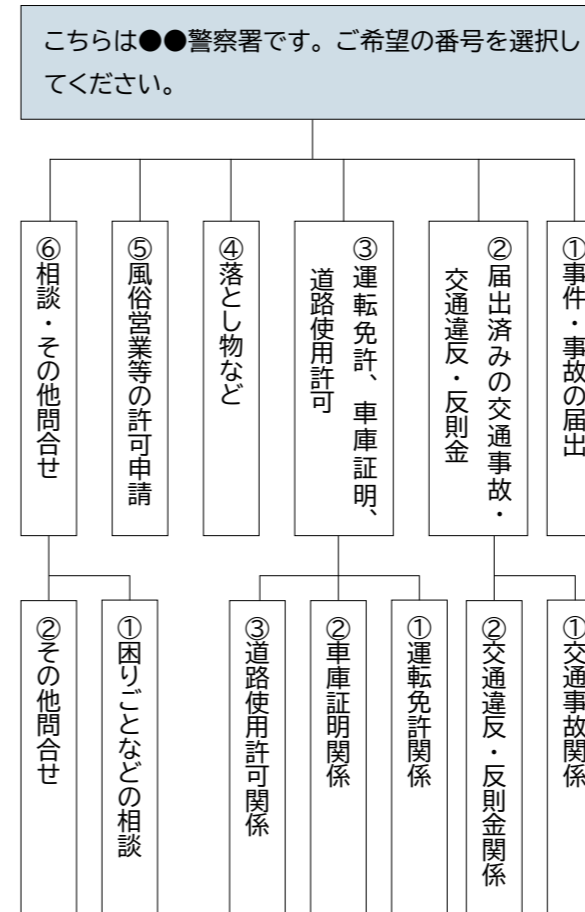 こちらは●●警察署です。ご希望の番号を選択し
てください。
①事件・事故の届出
②届出済みの交通事故・
交通違反・反則金
③運転免許、車庫証明、
道路使用許可
④落とし物など
⑤風俗営業等の許可申請
⑥相談・その他問合せ
①交通事故関係
②交通違反・反則金関係
①運転免許関係
②車庫証明関係
③道路使用許可関係
①困りごとなどの相談
②その他問合せ